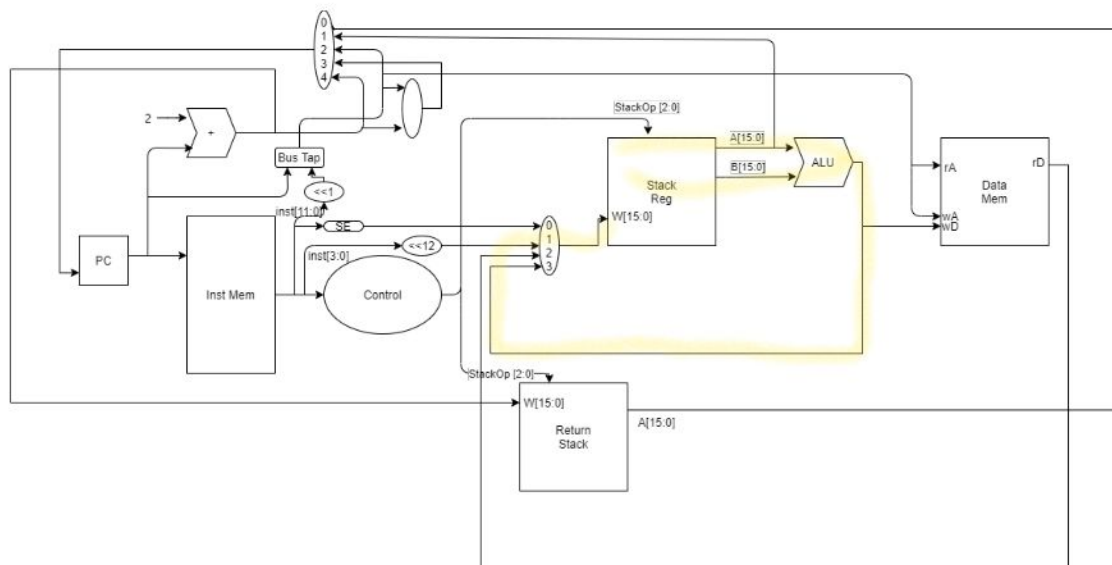 0
1
2
3
4
2
+
Bus Tap
<<1
inst[11:0]
SE
<<12
inst[3:0]
PC
Inst Mem
Control
0
1
2
3
StackOp [2:0]
A[15:0]
B[15:0]
Stack
Reg
W[15:0]
ALU
rA
rD
Data
Mem
wA
wD
StackOp [2:0]
W[15:0]
Return
Stack
A[15:0]